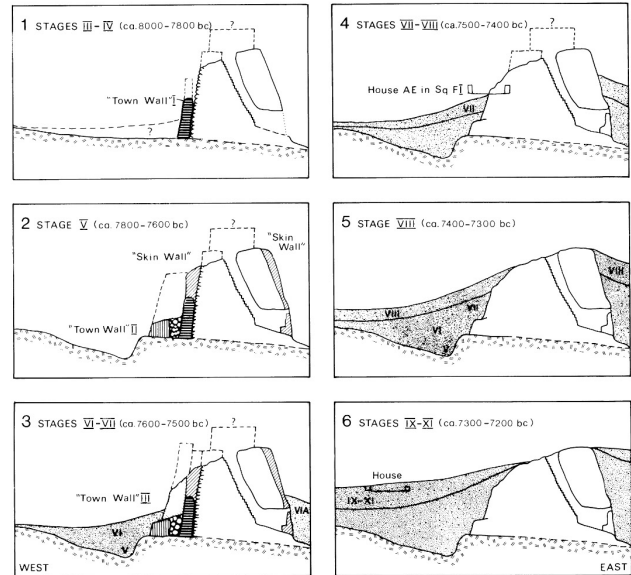 1 STAGES III-IV (ca. 8000-7800 bc)
?
"Town Wall" I
?
2 STAGE V (ca. 7800-7600 bc)
?
"Skin Wall"
"Skin Wall"
"Town Wall" II
3 STAGES VI-VII (ca. 7600-7500 bc)
?
"Town Wall" III
VI
V
VIA
WEST
4 STAGES VII-VIII (ca. 7500-7400 bc)
?
House AE in Sq FI
VII
5 STAGE VIII (ca. 7400-7300 bc)
VIII
VIII
VII
VI
V
6 STAGES IX-XI (ca. 7300-7200 bc)
House
IX-XI
EAST